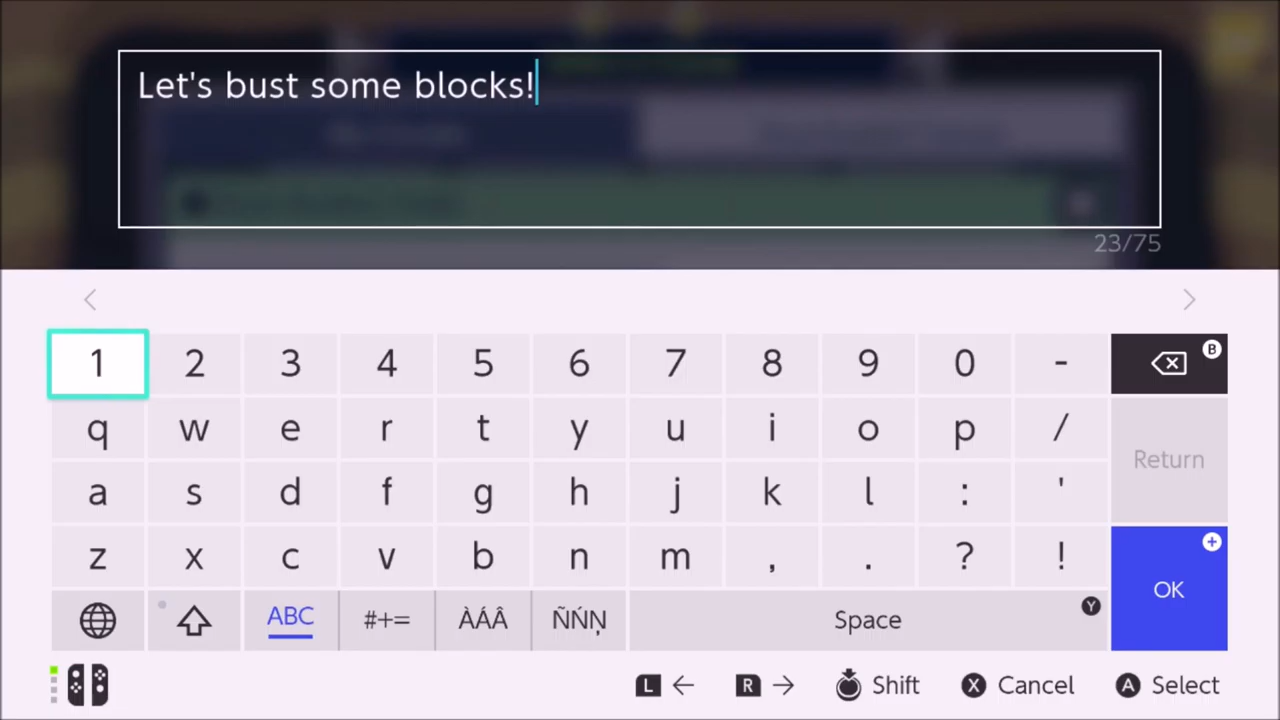 Let's bust some blocks!
23/75
1 2 3 4 5 6 7 8 9 0 - B
q w e r t y u i o p / Return
a s d f g h j k l : '
z x c v b n m , . ? ! + OK
ABC #+= ÀÁÂ ÑŃŅ Space Y
L ← R → Shift X Cancel A Select